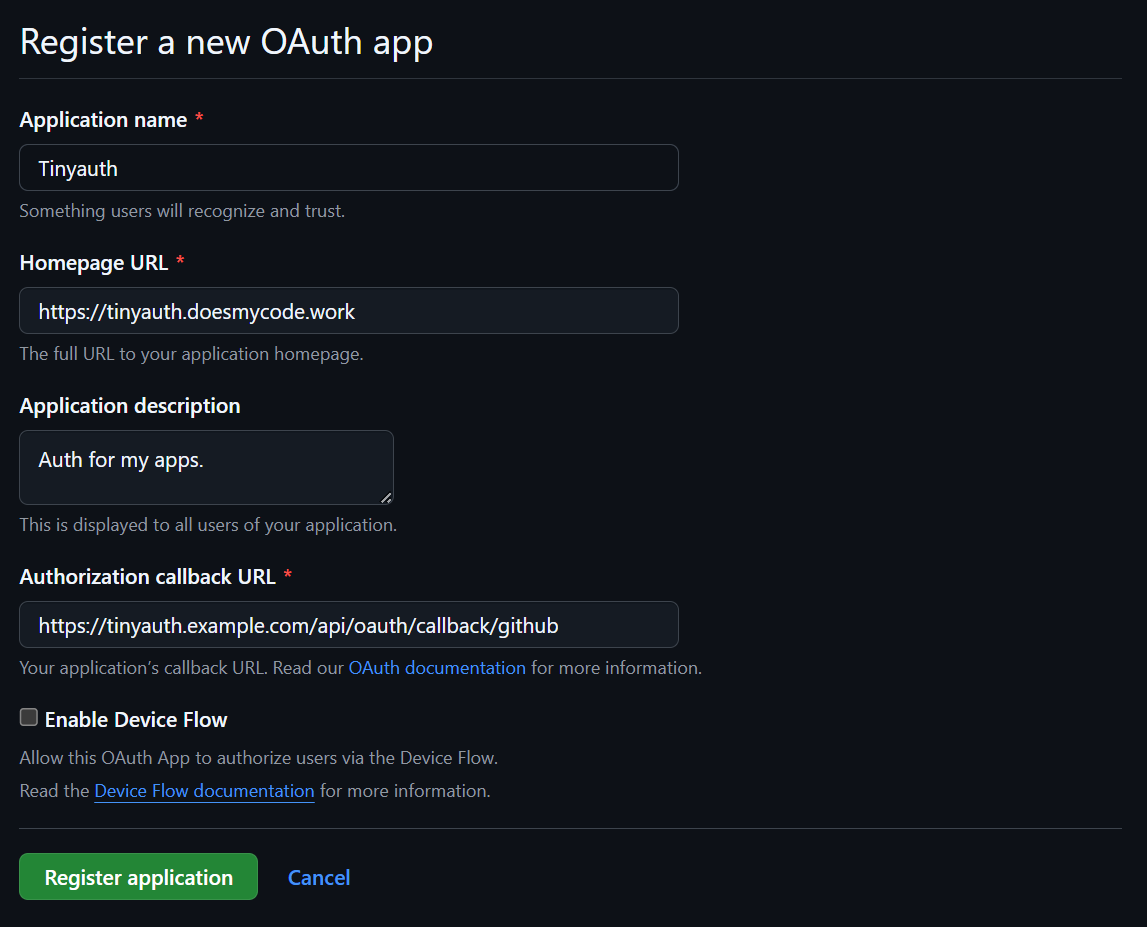 Register a new OAuth app
Application name *
Tinyauth
Something users will recognize and trust.
Homepage URL *
https://tinyauth.doesmycode.work
The full URL to your application homepage.
Application description
Auth for my apps.
This is displayed to all users of your application.
Authorization callback URL *
https://tinyauth.example.com/api/oauth/callback/github
Your application’s callback URL. Read our OAuth documentation for more information.
Enable Device Flow
Allow this OAuth App to authorize users via the Device Flow.
Read the Device Flow documentation for more information.
Register application Cancel